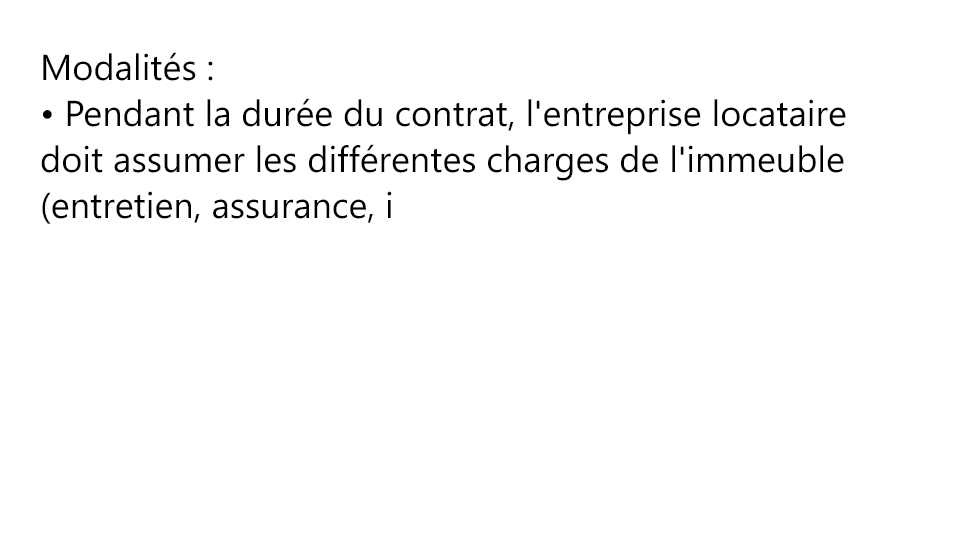 Modalités :
• Pendant la durée du contrat, l'entreprise locataire
doit assumer les différentes charges de l'immeuble
(entretien, assurance, i